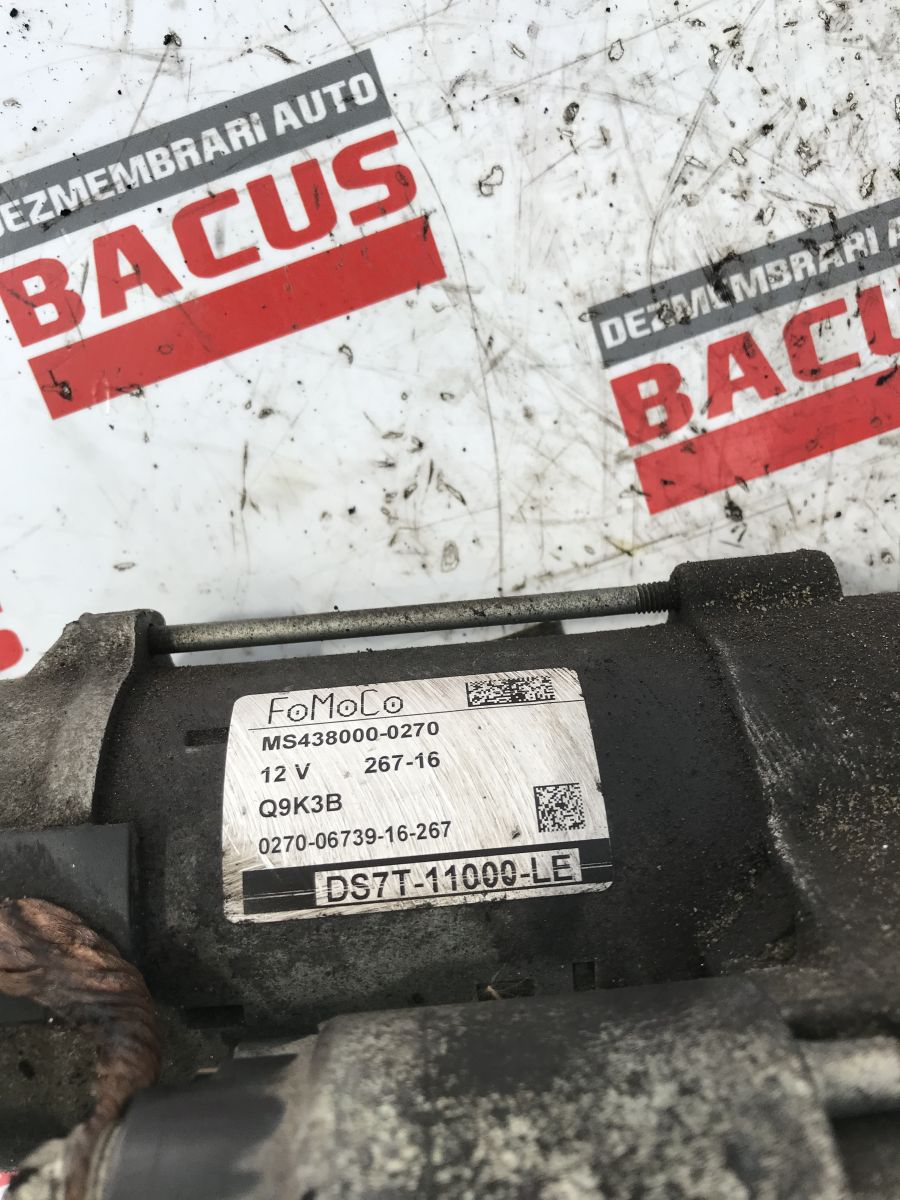 DEZMEMBRARI AUTO
BACUS
DEZMEMBRARI A
BACU
FoMoCo
MS438000-0270
12 V 267-16
Q9K3B
0270-06739-16-267
DS7T-11000-LE